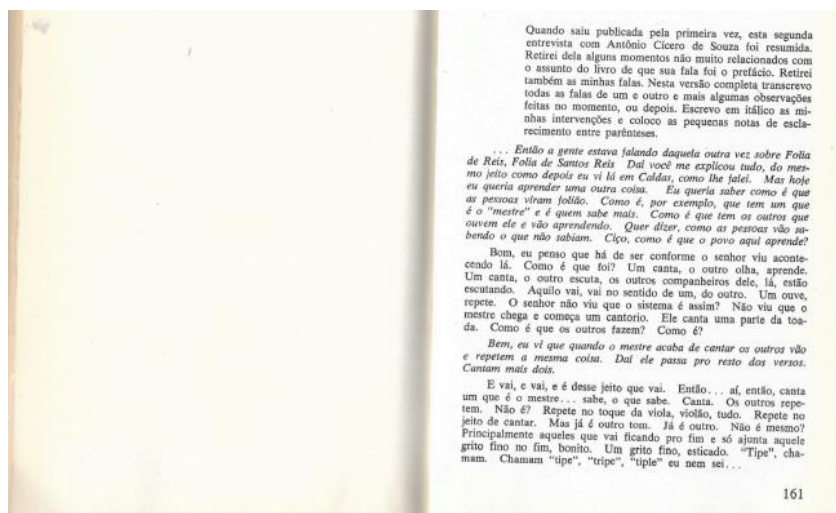 Quando saiu publicada pela primeira vez, esta segunda
entrevista com Antônio Cícero de Souza foi resumida.
Retirei dela alguns momentos não muito relacionados com
o assunto do livro de que sua fala foi o prefácio. Retirei
também as minhas falas. Nesta versão completa transcrevo
todas as falas de um e outro e mais algumas observações
feitas no momento, ou depois. Escrevo em itálico as mi-
nhas intervenções e coloco as pequenas notas de escla-
recimento entre parênteses.
... Então a gente estava falando daquela outra vez sobre Folia
de Reis, Folia de Santos Reis Daí você me explicou tudo, do mes-
mo jeito como depois eu vi lá em Caldas, como lhe falei. Mas hoje
eu queria aprender uma outra coisa. Eu queria saber como é que
as pessoas viram folião. Como é, por exemplo, que tem um que
é o "mestre" e é quem sabe mais. Como é que tem os outros que
ouvem ele e vão aprendendo. Quer dizer, como as pessoas vão sa-
bendo o que não sabiam. Ciço, como é que o povo aqui aprende?
Bom, eu penso que há de ser conforme o senhor viu aconte-
cendo lá. Como é que foi? Um canta, o outro olha, aprende.
Um canta, o outro escuta, os outros companheiros dele, lá, estão
escutando. Aquilo vai, vai no sentido de um, do outro. Um ouve,
repete. O senhor não viu que o sistema é assim? Não viu que o
mestre chega e começa um cantorio. Ele canta uma parte da toa-
da. Como é que os outros fazem? Como é?
Bem, eu vi que quando o mestre acaba de cantar os outros vão
e repetem a mesma coisa. Daí ele passa pro resto dos versos.
Cantam mais dois.
E vai, e vai, e é desse jeito que vai. Então... aí, então, canta
um que é o mestre... sabe, o que sabe. Canta. Os outros repe-
tem. Não é? Repete no toque da viola, violão, tudo. Repete no
jeito de cantar. Mas já é outro tom. Já é outro. Não é mesmo?
Principalmente aqueles que vai ficando pro fim e só ajunta aquele
grito fino no fim, bonito. Um grito fino, esticado. "Tipe", cha-
mam. Chamam "tipe", "tripe", "tiple" eu nem sei...
161